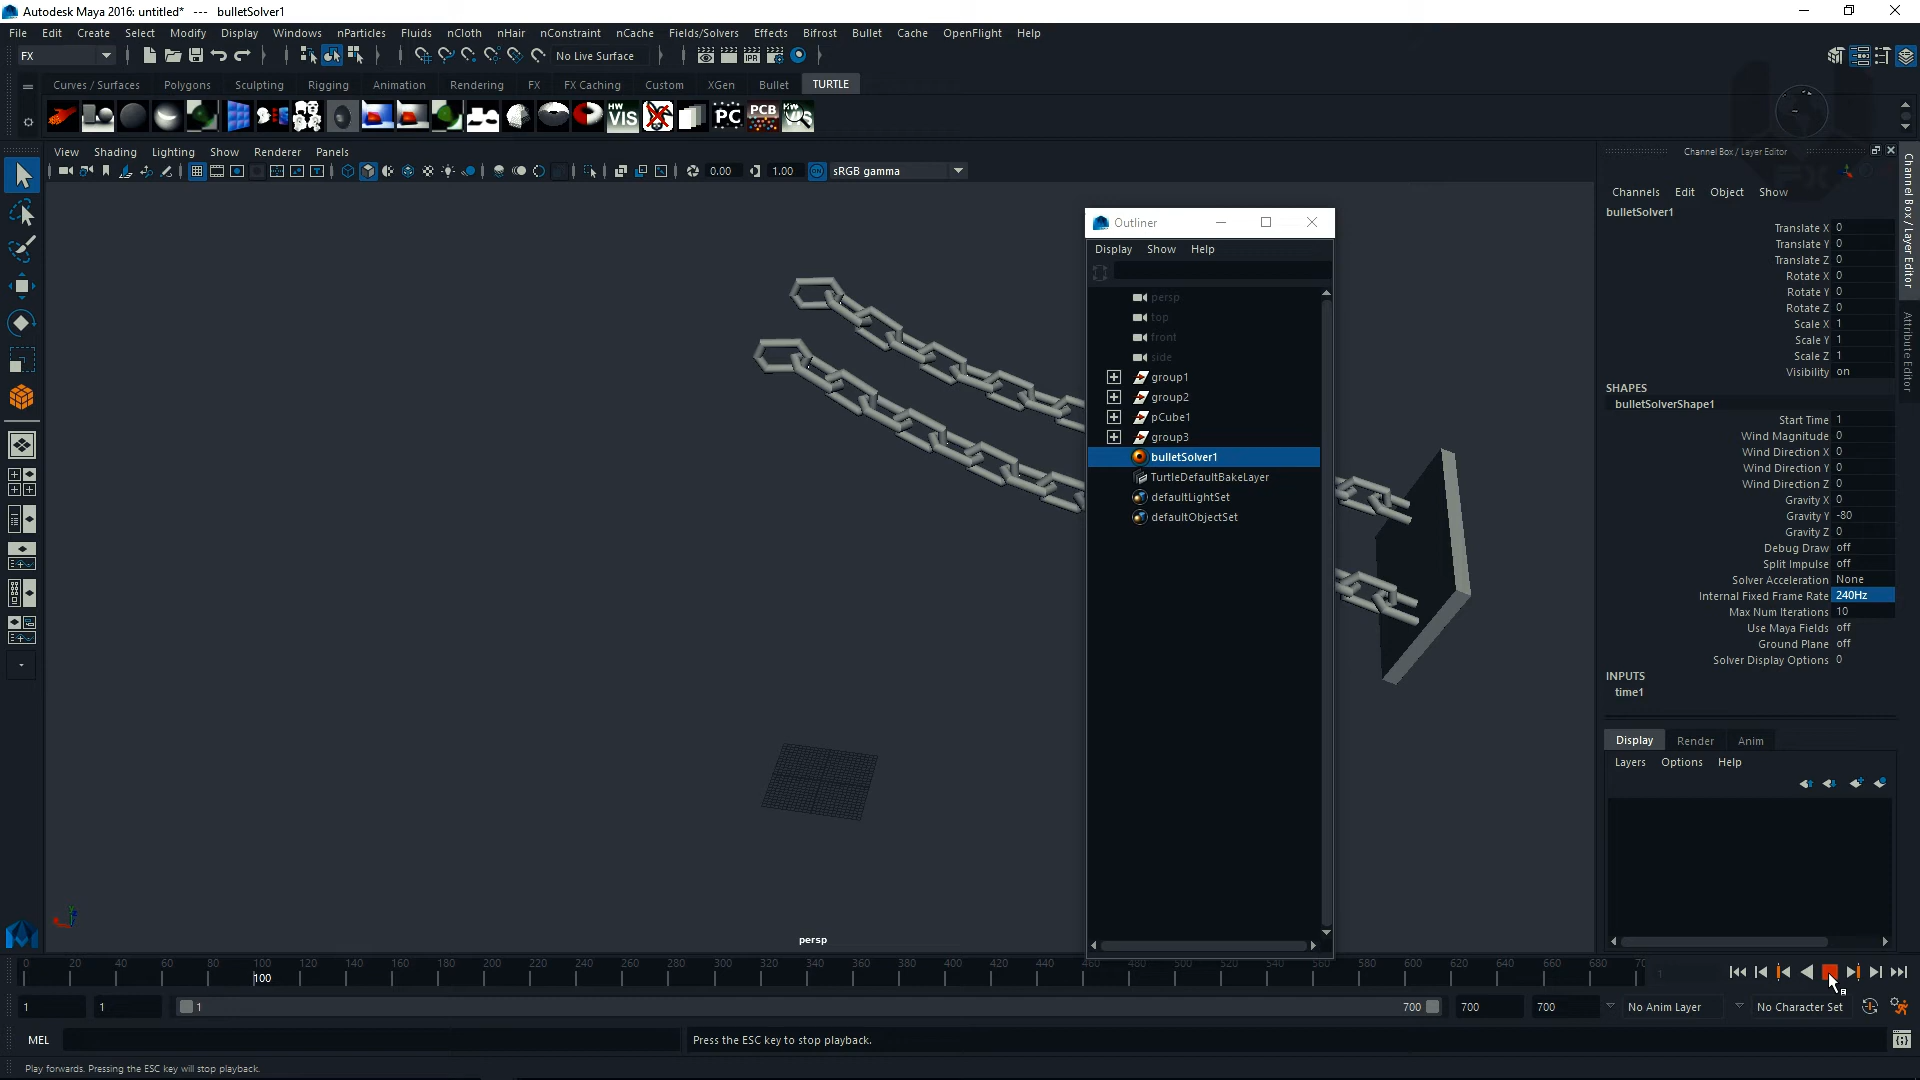 Autodesk Maya 2016: untitled*   ---   bulletSolver1
File Edit Create Select Modify Display Windows nParticles Fluids nCloth nHair nConstraint nCache Fields/Solvers Effects Bifrost Bullet Cache OpenFlight Help
FX No Live Surface
Curves / Surfaces Polygons Sculpting Rigging Animation Rendering FX FX Caching Custom XGen Bullet TURTLE
HW VIS PC PCB
View Shading Lighting Show Renderer Panels
0.00 1.00 sRGB gamma
Channel Box / Layer Editor
Channels Edit Object Show
bulletSolver1
Translate X 0
Translate Y 0
Translate Z 0
Rotate X 0
Rotate Y 0
Rotate Z 0
Scale X 1
Scale Y 1
Scale Z 1
Visibility on
SHAPES
bulletSolverShape1
Start Time 1
Wind Magnitude 0
Wind Direction X 0
Wind Direction Y 0
Wind Direction Z 0
Gravity X 0
Gravity Y -80
Gravity Z 0
Debug Draw off
Split Impulse off
Solver Acceleration None
Internal Fixed Frame Rate 240Hz
Max Num Iterations 10
Use Maya Fields off
Ground Plane off
Solver Display Options 0
INPUTS
time1
Channel Box / Layer Editor
Attribute Editor
Outliner
Display Show Help
persp
top
front
side
group1
group2
pCube1
group3
bulletSolver1
TurtleDefaultBakeLayer
defaultLightSet
defaultObjectSet
Display Render Anim
Layers Options Help
persp
0 20 40 60 80 100 120 140 160 180 200 220 240 260 280 300 320 340 360 380 400 420 440 460 480 500 520 540 560 580 600 620 640 660 680 70
100
1
1 1 1 700 700 700 No Anim Layer No Character Set
MEL Press the ESC key to stop playback.
Play forwards. Pressing the ESC key will stop playback.